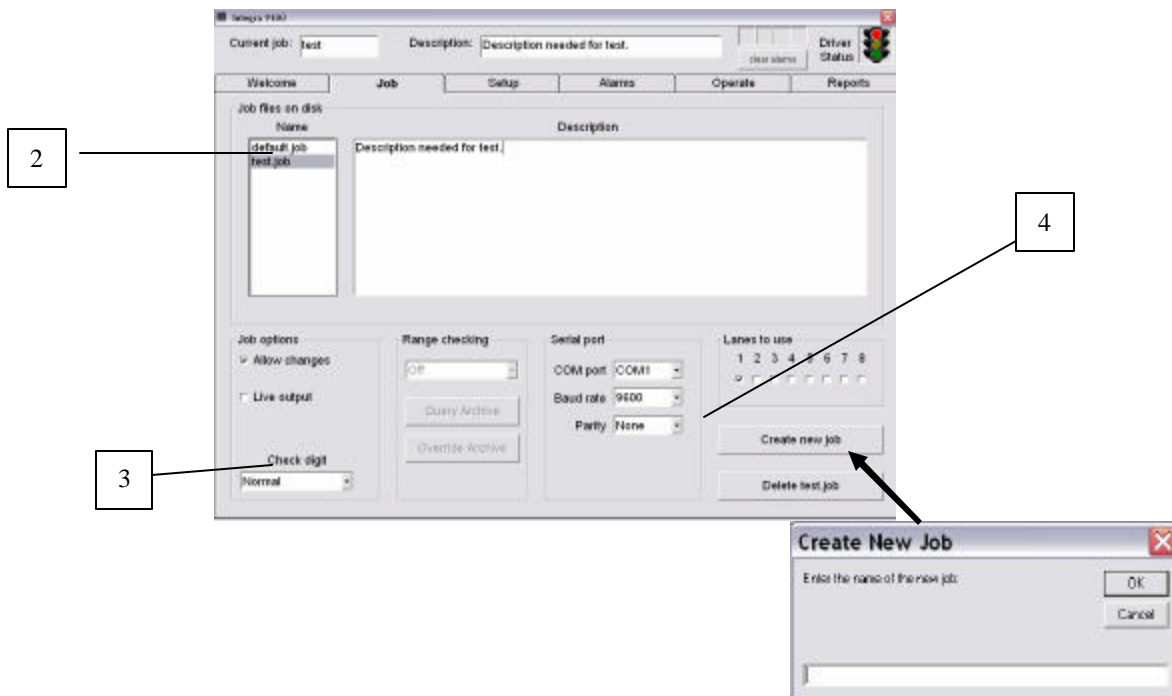 Integra 9100
Current job: test Description: Description needed for test. clear alarms Driver Status
Welcome Job Setup Alarms Operate Reports
Job files on disk
Name Description
2
default.job Description needed for test.
test.job
4
Job options Range checking Serial port Lanes to use
Allow changes Off COM port COM1 1 2 3 4 5 6 7 8
Live output Query Archive Baud rate 9600
Override Archive Parity None
Create new job
3
Check digit
Normal
Delete test.job
Create New Job
Enter the name of the new job:
OK
Cancel